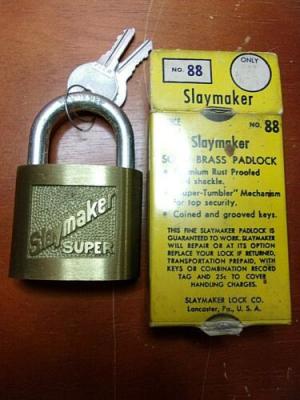 NO. 88
ONLY
Slaymaker
NO. 88
Slaymaker
BRASS PADLOCK
Rust Proofed
shackle.
Super-Tumbler" Mechanism
for top security.
• Coined and grooved keys.
THIS FINE SLAYMAKER PADLOCK IS
GUARANTEED TO WORK. SLAYMAKER
WILL REPAIR OR AT ITS OPTION
REPLACE YOUR LOCK IF RETURNED,
TRANSPORTATION PREPAID, WITH
KEYS OR COMBINATION RECORD
TAG AND 25c TO COVER
HANDLING CHARGES.
SLAYMAKER LOCK CO.
Lancaster, Pa., U. S. A.
Slaymaker
SUPER